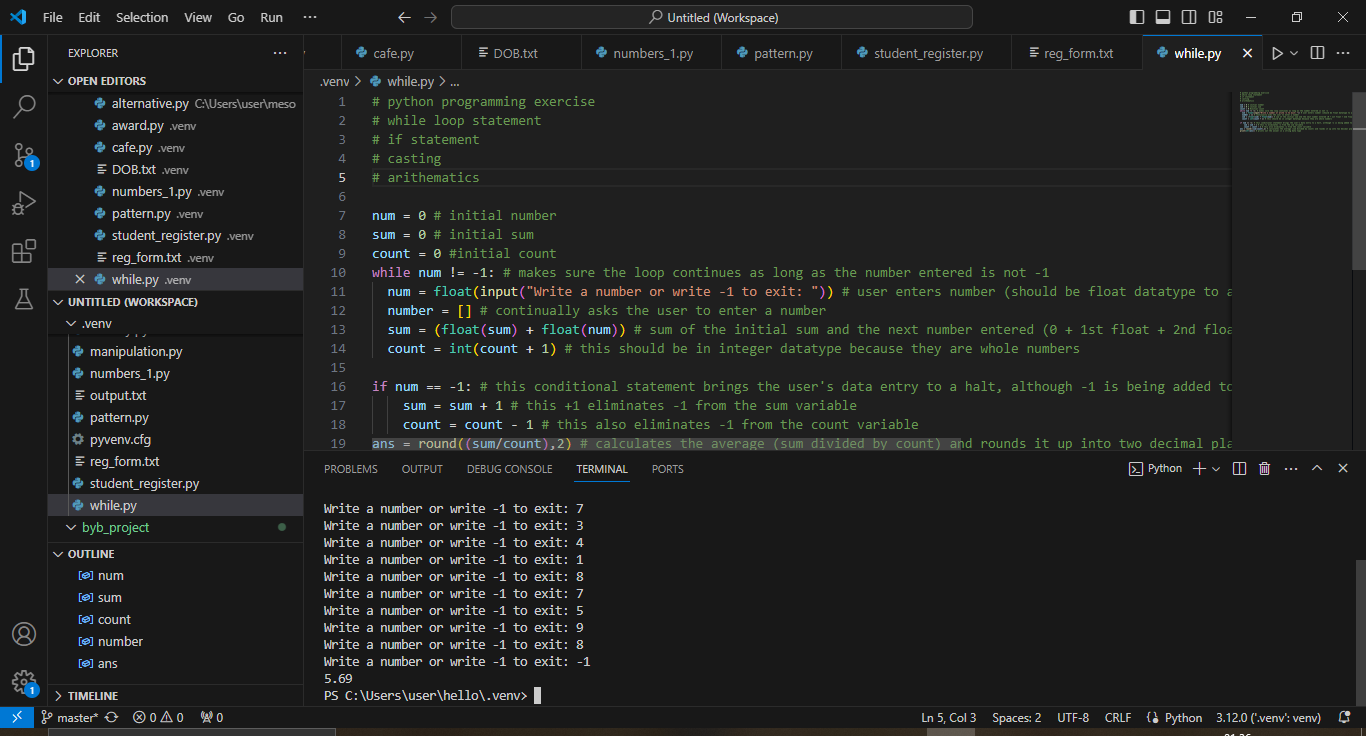 File Edit Selection View Go Run ··· Untitled (Workspace)
EXPLORER ···
OPEN EDITORS
alternative.py C:\Users\user\meso
award.py .venv
cafe.py .venv
DOB.txt .venv
numbers_1.py .venv
pattern.py .venv
student_register.py .venv
reg_form.txt .venv
while.py .venv
UNTITLED (WORKSPACE)
.venv
manipulation.py
numbers_1.py
output.txt
pattern.py
pyvenv.cfg
reg_form.txt
student_register.py
while.py
byb_project
OUTLINE
num
sum
count
number
ans
TIMELINE
cafe.py DOB.txt numbers_1.py pattern.py student_register.py reg_form.txt while.py
.venv > while.py > ...
1 # python programming exercise
2 # while loop statement
3 # if statement
4 # casting
5 # arithematics
6
7 num = 0 # initial number
8 sum = 0 # initial sum
9 count = 0 #initial count
10 while num != -1: # makes sure the loop continues as long as the number entered is not -1
11 num = float(input("Write a number or write -1 to exit: ")) # user enters number (should be float datatype to a
12 number = [] # continually asks the user to enter a number
13 sum = (float(sum) + float(num)) # sum of the initial sum and the next number entered (0 + 1st float + 2nd floa
14 count = int(count + 1) # this should be in integer datatype because they are whole numbers
15
16 if num == -1: # this conditional statement brings the user's data entry to a halt, although -1 is being added to
17 sum = sum + 1 # this +1 eliminates -1 from the sum variable
18 count = count - 1 # this also eliminates -1 from the count variable
19 ans = round((sum/count),2) # calculates the average (sum divided by count) and rounds it up into two decimal pla
PROBLEMS OUTPUT DEBUG CONSOLE TERMINAL PORTS Python
Write a number or write -1 to exit: 7
Write a number or write -1 to exit: 3
Write a number or write -1 to exit: 4
Write a number or write -1 to exit: 1
Write a number or write -1 to exit: 8
Write a number or write -1 to exit: 7
Write a number or write -1 to exit: 5
Write a number or write -1 to exit: 9
Write a number or write -1 to exit: 8
Write a number or write -1 to exit: -1
5.69
PS C:\Users\user\hello\.venv>
1
1
master* 0 0 0 Ln 5, Col 3 Spaces: 2 UTF-8 CRLF Python 3.12.0 ('.venv': venv)